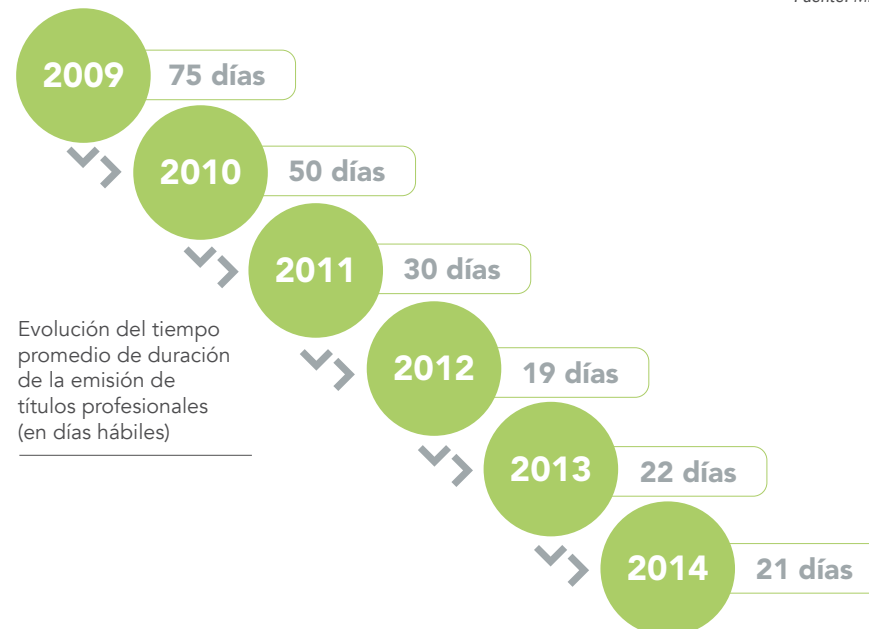 Fuente:
2009 75 días
2010 50 días
2011 30 días
Evolución del tiempo
promedio de duración
de la emisión de
títulos profesionales
(en días hábiles)
2012 19 días
2013 22 días
2014 21 días